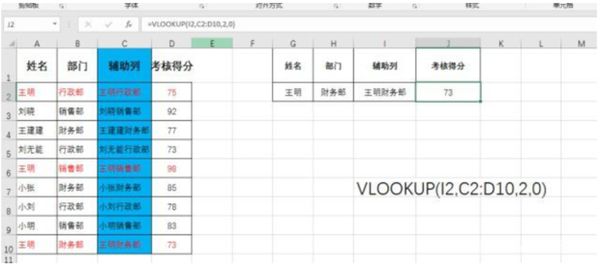 剪贴板 字体 对齐方式 数字 样式 单元格
J2 =VLOOKUP(I2,C2:D10,2,0)
A B C D E F G H I J K L M
1 姓名 部门 辅助列 考核得分 姓名 部门 辅助列 考核得分
2 王明 行政部 王明行政部 75 王明 财务部 王明财务部 73
3 刘晓 销售部 刘晓销售部 92
4 王建建 财务部 王建建财务部 77
5 刘无能 行政部 刘无能行政部 73
6 王明 销售部 王明销售部 98
7 小张 财务部 小张财务部 85
VLOOKUP(I2,C2:D10,2,0)
8 小刘 行政部 小刘行政部 78
9 小明 销售部 小明销售部 83
10 王明 财务部 王明财务部 73
11